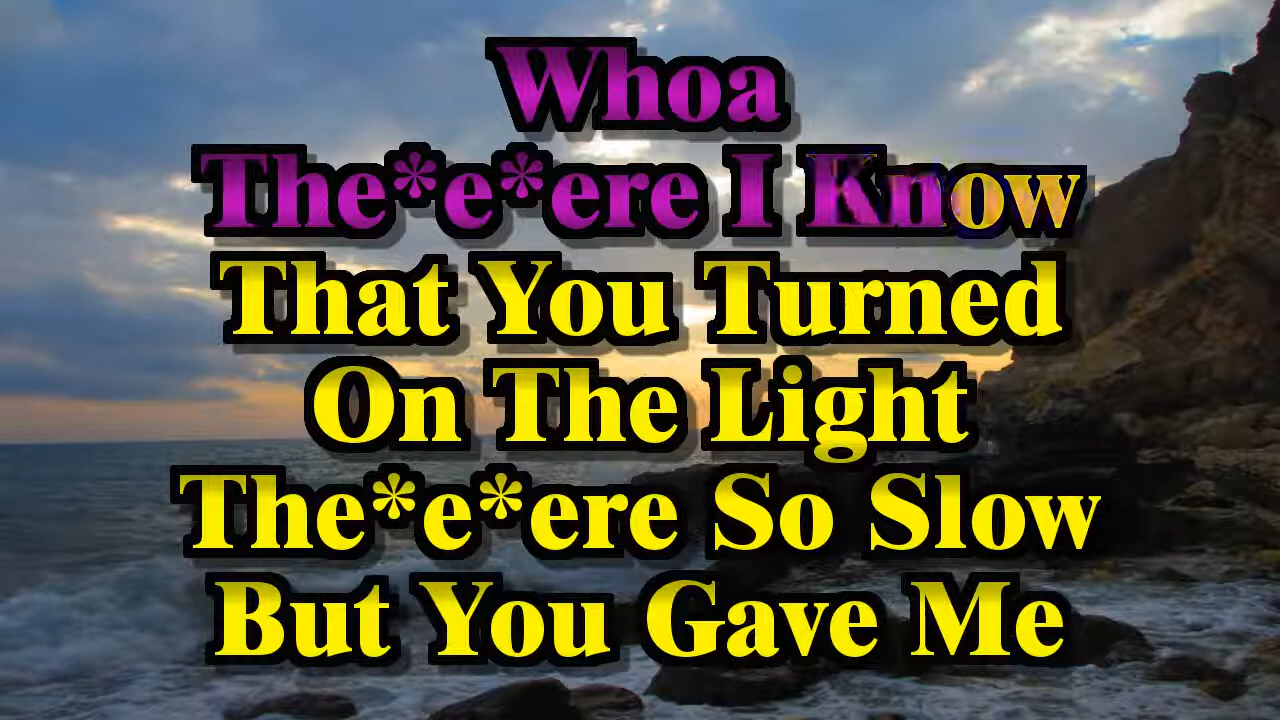 Whoa
The*e*ere I Know
That You Turned
On The Light
The*e*ere So Slow
But You Gave Me